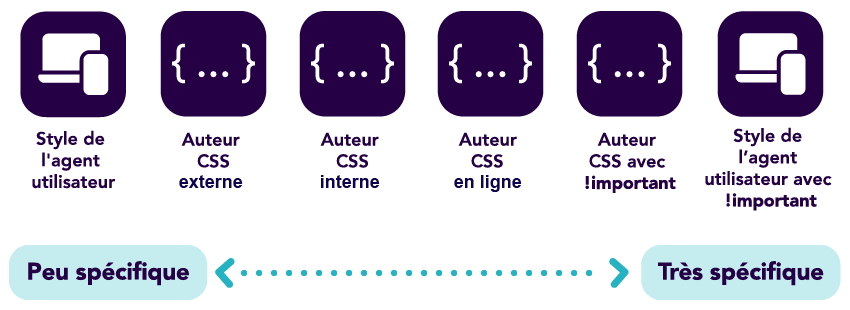 { ... }
{ ... }
{ ... }
{ ... }
Style de
l'agent
utilisateur
Auteur
CSS
externe
Auteur
CSS
interne
Auteur
CSS
en ligne
Auteur
CSS avec
!important
Style de
l’agent
utilisateur avec
!important
Peu spécifique
Très spécifique